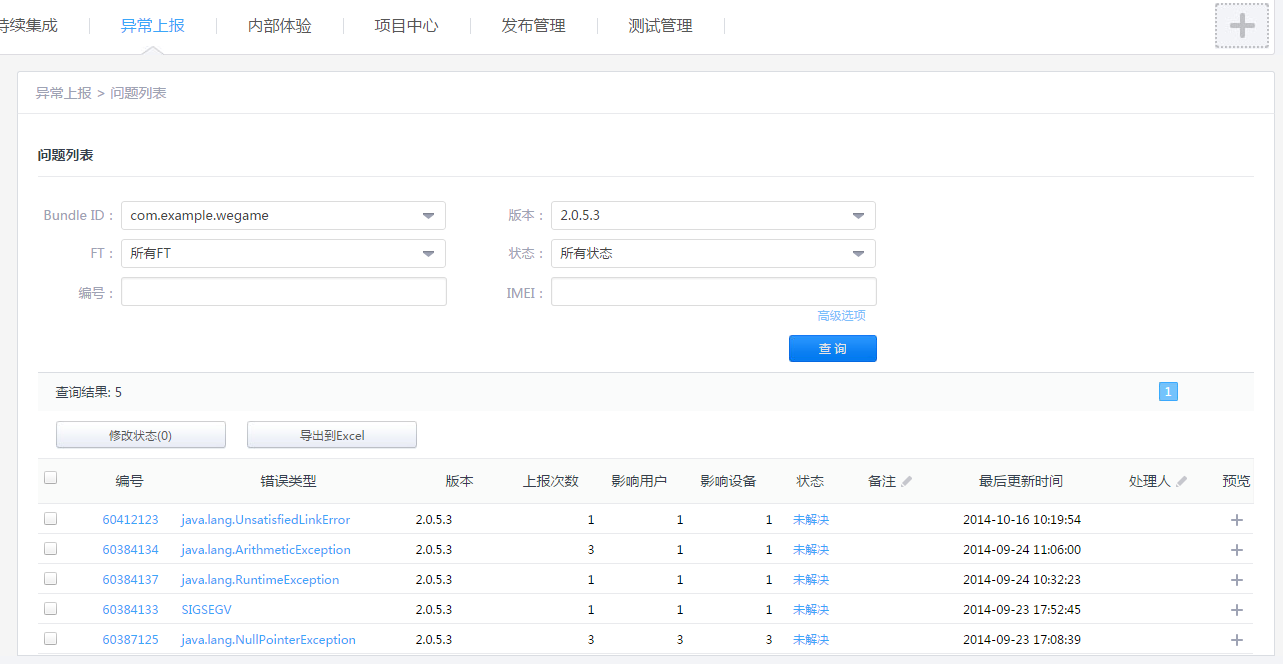 持续集成 异常上报 内部体验 项目中心 发布管理 测试管理
异常上报 > 问题列表
问题列表
Bundle ID： com.example.wegame 版本： 2.0.5.3
FT： 所有FT 状态： 所有状态
编号： IMEI：
高级选项
查 询
查询结果: 5 1
修改状态(0) 导出到Excel
编号 错误类型 版本 上报次数 影响用户 影响设备 状态 备注 最后更新时间 处理人 预览
60412123 java.lang.UnsatisfiedLinkError 2.0.5.3 1 1 1 未解决 2014-10-16 10:19:54
60384134 java.lang.ArithmeticException 2.0.5.3 3 1 1 未解决 2014-09-24 11:06:00
60384137 java.lang.RuntimeException 2.0.5.3 1 1 1 未解决 2014-09-24 10:32:23
60384133 SIGSEGV 2.0.5.3 1 1 1 未解决 2014-09-23 17:52:45
60387125 java.lang.NullPointerException 2.0.5.3 3 3 3 未解决 2014-09-23 17:08:39